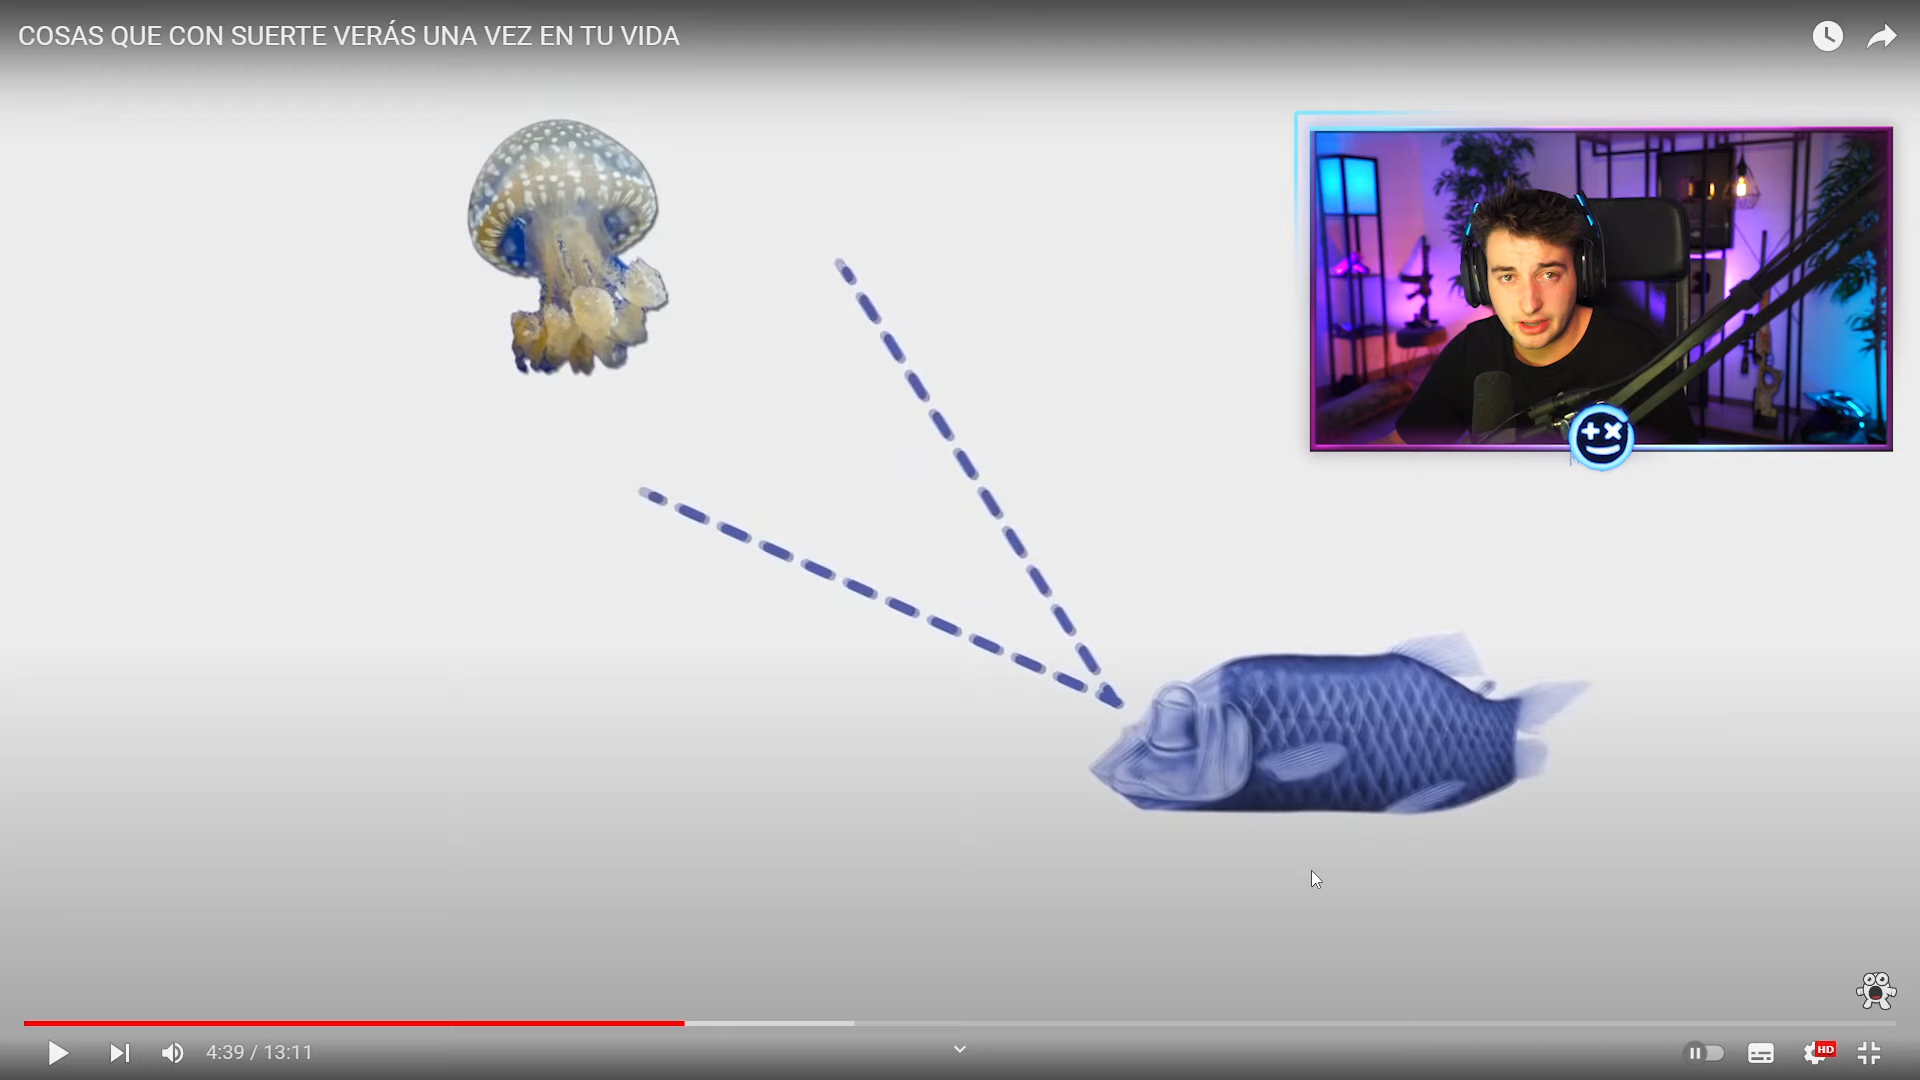 COSAS QUE CON SUERTE VERÁS UNA VEZ EN TU VIDA
4:39 / 13:11
HD